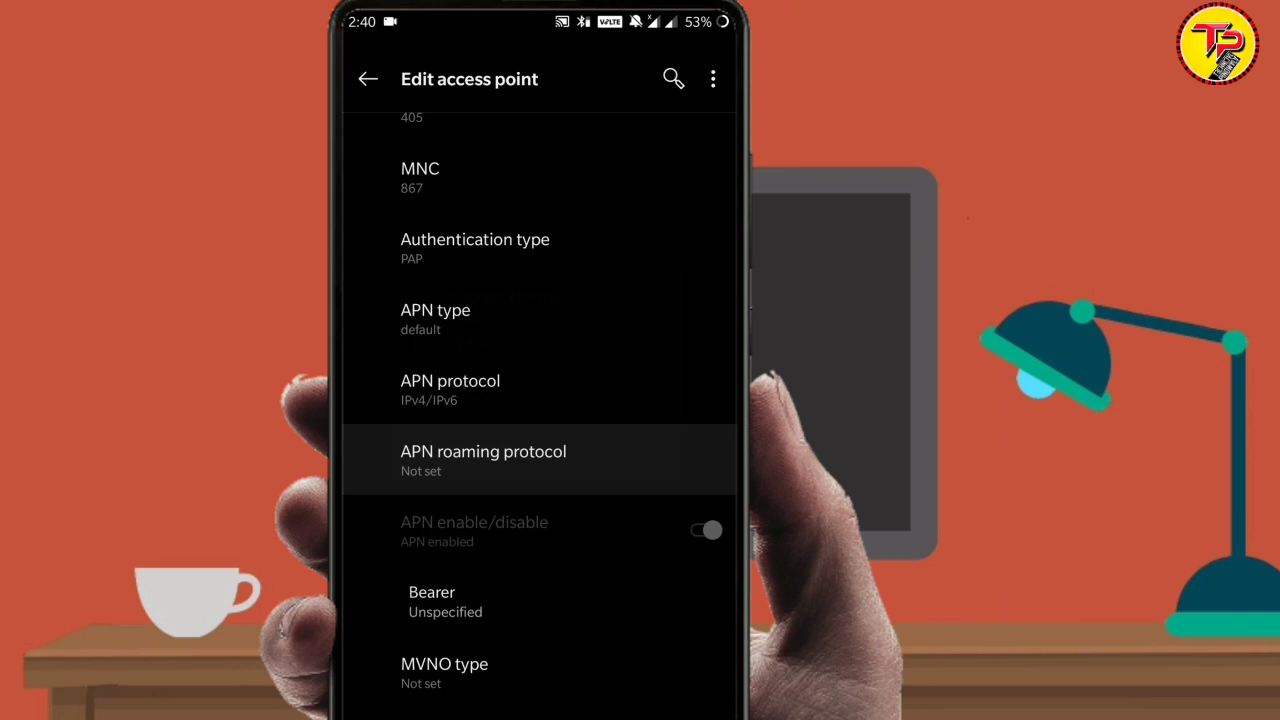 2:40
VoLTE
53%
TP
Edit access point
405
MNC
867
Authentication type
PAP
APN type
default
APN protocol
IPv4/IPv6
APN roaming protocol
Not set
APN enable/disable
APN enabled
Bearer
Unspecified
MVNO type
Not set